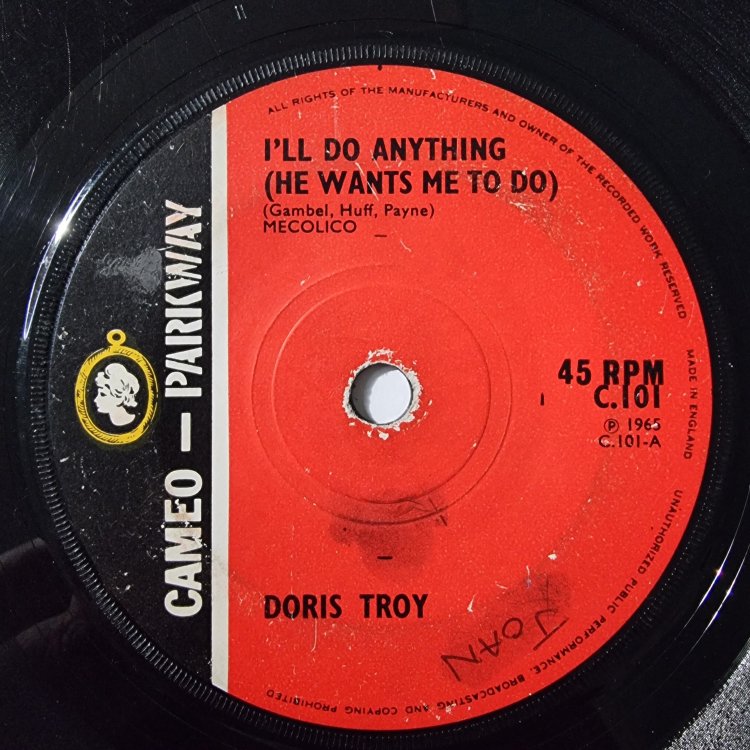 ALL RIGHTS OF THE MANUFACTURERS AND OWNER OF THE RECORDED WORK RESERVED
I'LL DO ANYTHING
(HE WANTS ME TO DO)
(Gambel, Huff, Payne)
MECOLICO
CAMEO — PARKWAY
45 RPM
C.101
℗ 1965
C.101-A
MADE IN ENGLAND
DORIS TROY
JOAN
UNAUTHORIZED PUBLIC PERFORMANCE, BROADCASTING AND COPYING PROHIBITED